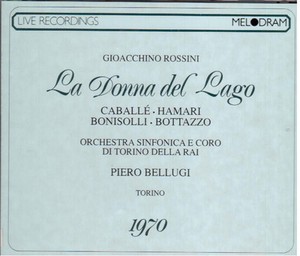 LIVE RECORDINGS
MELODRAM
GIOACCHINO ROSSINI
La Donna del Lago
CABALLÉ · HAMARI
BONISOLLI · BOTTAZZO
ORCHESTRA SINFONICA E CORO
DI TORINO DELLA RAI
PIERO BELLUGI
TORINO
1970